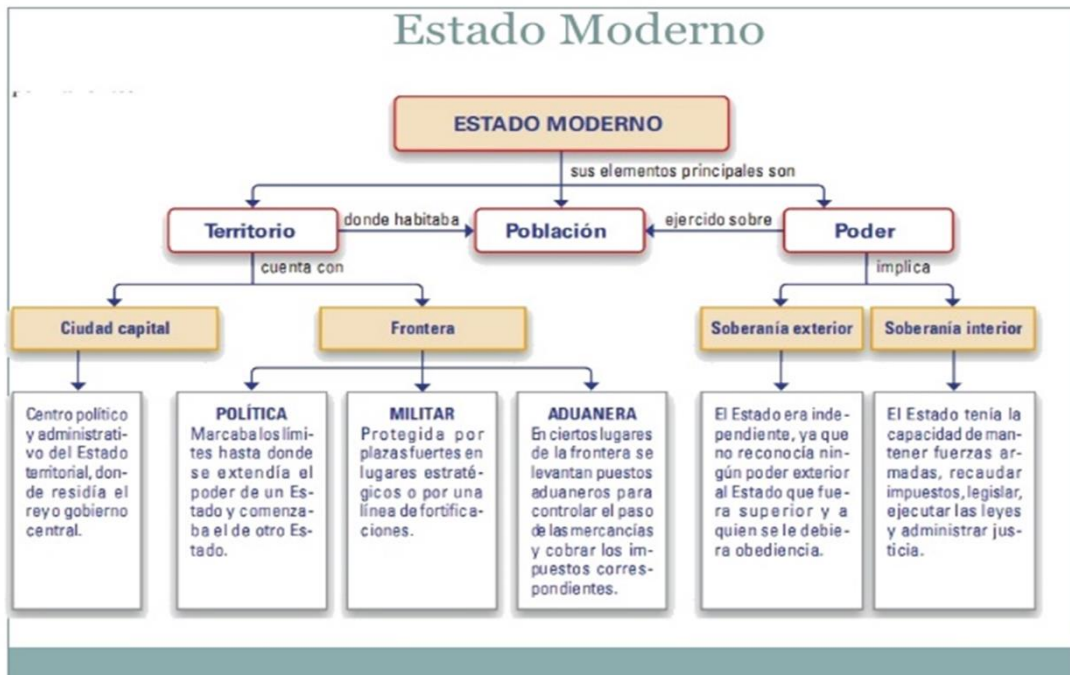 Estado Moderno
ESTADO MODERNO
sus elementos principales son
Territorio
donde habitaba
Población
ejercido sobre
Poder
cuenta con
implica
Ciudad capital
Frontera
Soberanía exterior
Soberanía interior
Centro político
y administrati-
vo del Estado
territorial, don-
de residía el
rey o gobierno
central.
POLÍTICA
Marcaba los lími-
tes hasta donde
se extendía el
poder de un Es-
tado y comenza-
ba el de otro Es-
tado.
MILITAR
Protegida por
plazas fuertes en
lugares estraté-
gicos o por una
línea de fortifica-
ciones.
ADUANERA
En ciertos lugares
de la frontera se
levantan puestos
aduaneros para
controlar el paso
de las mercancías
y cobrar los im-
puestos corres-
pondientes.
El Estado era inde-
pendiente, ya que
no reconocía nin-
gún poder exterior
al Estado que fue-
ra superior y a
quien se le debie-
ra obediencia.
El Estado tenía la
capacidad de man-
tener fuerzas ar-
madas, recaudar
impuestos, legislar,
ejecutar las leyes
y administrar jus-
ticia.